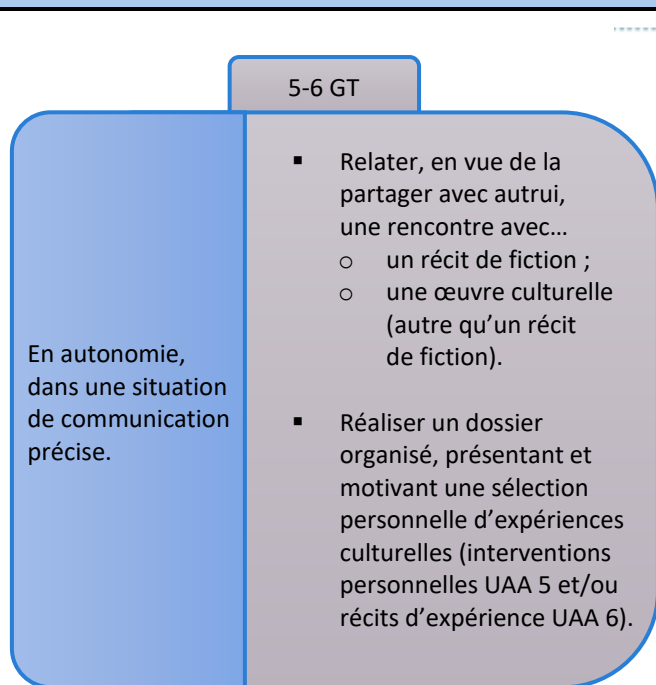 5-6 GT
En autonomie,
dans une situation
de communication
précise.
▪ Relater, en vue de la
partager avec autrui,
une rencontre avec…
o un récit de fiction ;
o une œuvre culturelle
(autre qu’un récit
de fiction).
▪ Réaliser un dossier
organisé, présentant et
motivant une sélection
personnelle d’expériences
culturelles (interventions
personnelles UAA 5 et/ou
récits d’expérience UAA 6).